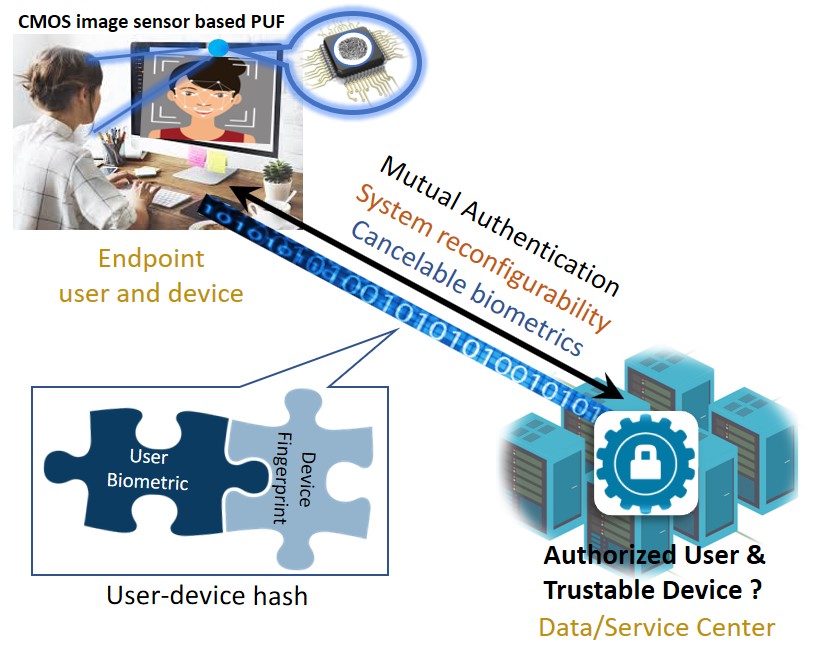 CMOS image sensor based PUF
Mutual Authentication
System reconfigurability
Cancelable biometrics
Endpoint
user and device
101010101001010101010010101
User
Biometric
Device
Fingerprint
User-device hash
Authorized User &
Trustable Device ?
Data/Service Center